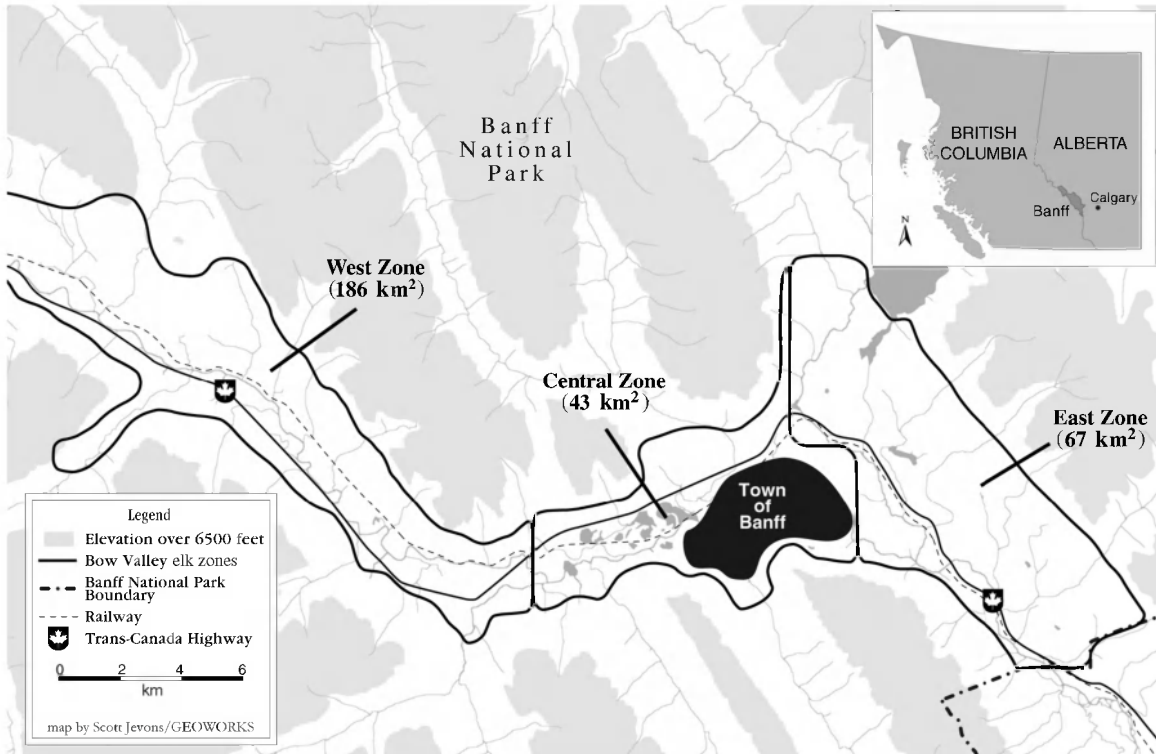 Banff
National
Park
BRITISH
COLUMBIA
ALBERTA
Calgary
Banff
N
West Zone
(186 km²)
Central Zone
(43 km²)
East Zone
(67 km²)
Town
of
Banff
Legend
Elevation over 6500 feet
Bow Valley elk zones
Banff National Park
Boundary
Railway
Trans-Canada Highway
0 2 4 6
km
map by Scott Jevons/GEOWORKS